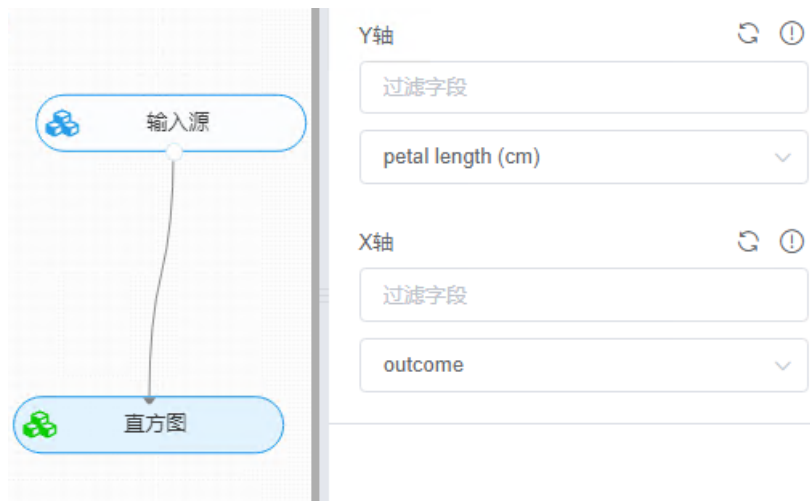 输入源
直方图
Y轴
过滤字段
petal length (cm)
X轴
过滤字段
outcome